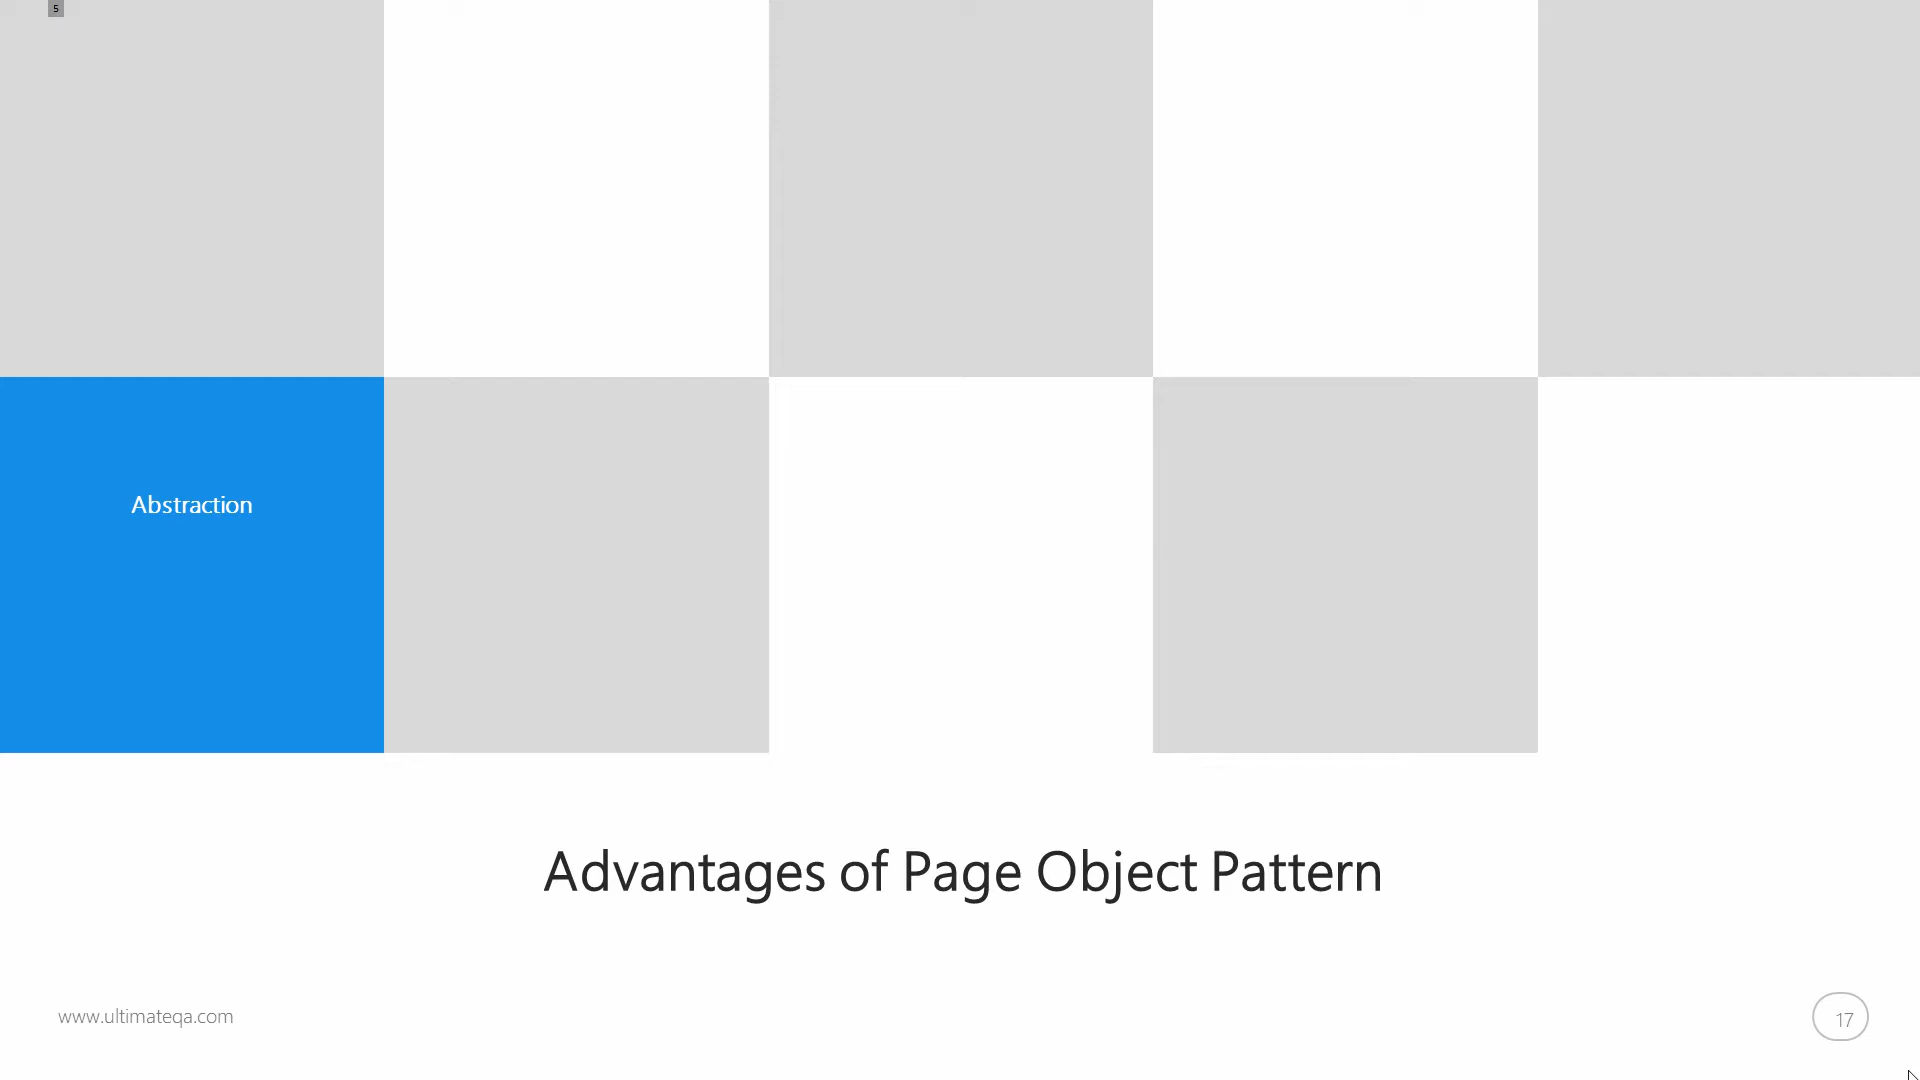 5
Abstraction
Advantages of Page Object Pattern
www.ultimateqa.com
17